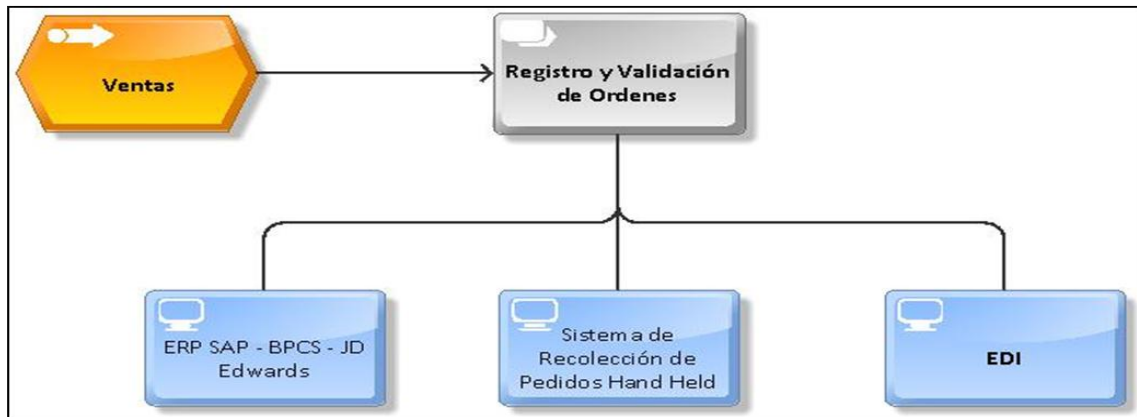 Ventas
Registro y Validación
de Ordenes
ERP SAP - BPCS - JD
Edwards
Sistema de
Recolección de
Pedidos Hand Held
EDI